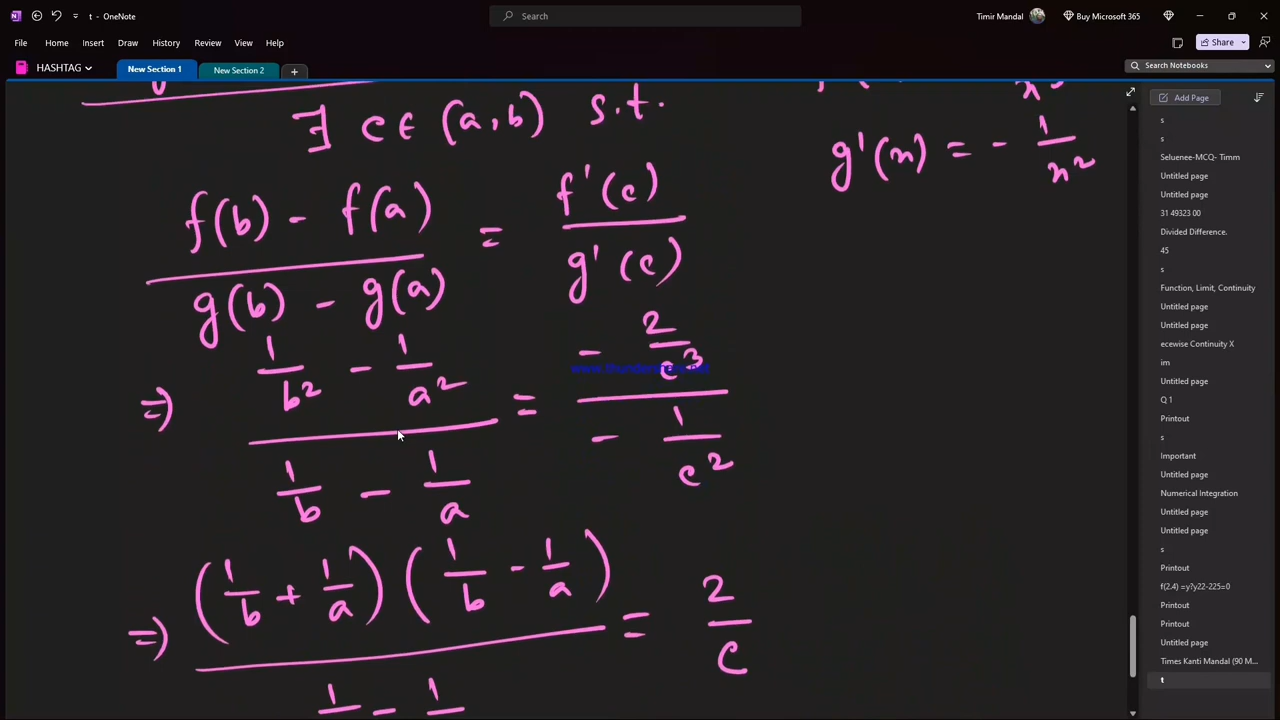 t - OneNote
Search
Timir Mandal
Buy Microsoft 365
File Home Insert Draw History Review View Help
Share
HASHTAG
New Section 1
New Section 2
+
Search Notebooks
Add Page
∃ c ∈ (a, b) s.t.
g'(x) = - 1/x²
(f(b) - f(a)) / (g(b) - g(a)) = f'(c) / g'(c)
⇒ (1/b² - 1/a²) / (1/b - 1/a) = (- 2/c³) / (- 1/c²)
⇒ (1/b + 1/a) (1/b - 1/a) / (1/b - 1/a) = 2/c
s
s
Seluenee-MCQ- Timm
Untitled page
Untitled page
31 49323 00
Divided Difference.
45
s
Function, Limit, Continuity
Untitled page
Untitled page
ecewise Continuity X
im
Untitled page
Q 1
Printout
s
Important
Untitled page
Numerical Integration
Untitled page
Untitled page
s
Printout
f(2.4) =y?y22-225=0
Printout
Printout
Untitled page
Times Kanti Mandal (90 M...
t